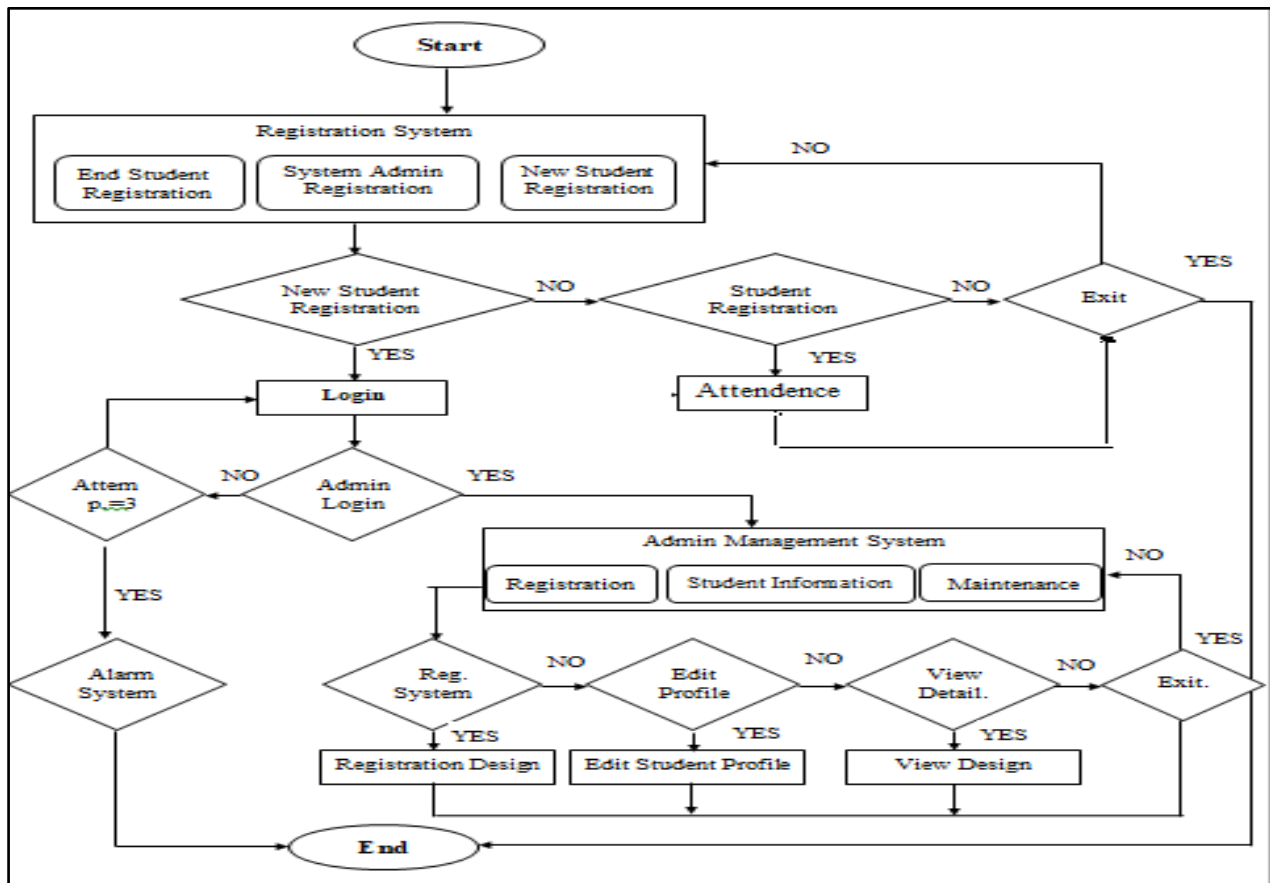 Start
Registration System
End Student
Registration
System Admin
Registration
New Student
Registration
NO
YES
New Student
Registration
NO
Student
Registration
NO
Exit
YES
YES
Login
Attendence
Attem
p.=3
NO
Admin
Login
YES
Admin Management System
NO
Registration
Student Information
Maintenance
YES
YES
Alarm
System
Reg.
System
NO
Edit
Profile
NO
View
Detail.
NO
Exit.
YES
YES
YES
Registration Design
Edit Student Profile
View Design
End